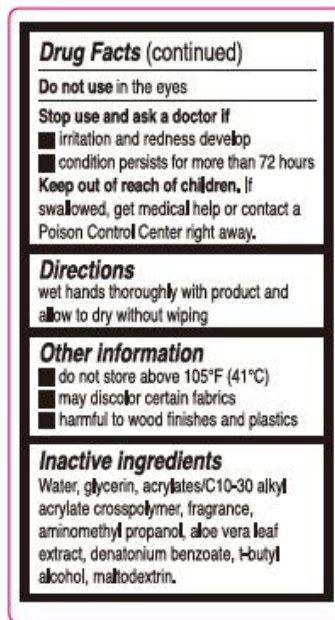 Drug Facts (continued)
Do not use in the eyes
Stop use and ask a doctor if
■ irritation and redness develop
■ condition persists for more than 72 hours
Keep out of reach of children. If
swallowed, get medical help or contact a
Poison Control Center right away.
Directions
wet hands thoroughly with product and
allow to dry without wiping
Other information
■ do not store above 105°F (41°C)
■ may discolor certain fabrics
■ harmful to wood finishes and plastics
Inactive ingredients
Water, glycerin, acrylates/C10-30 alkyl
acrylate crosspolymer, fragrance,
aminomethyl propanol, aloe vera leaf
extract, denatonium benzoate, t-butyl
alcohol, maltodextrin.